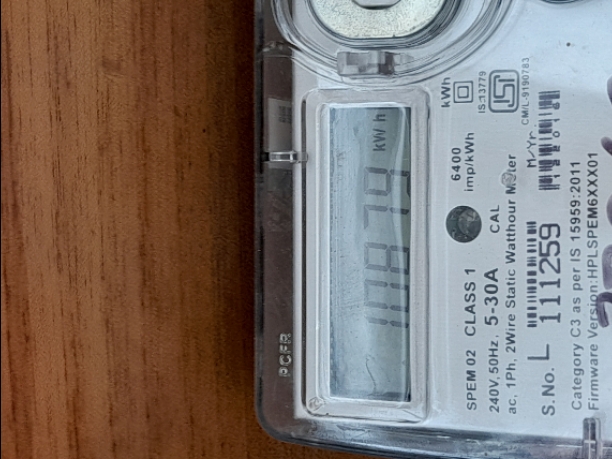 10879 kWh
kWh
IS:13779
CM/L-9190783
6400
imp/kWh
CAL
SPEM 02 CLASS 1
240V, 50Hz, 5-30A
ac, 1Ph, 2Wire Static Watthour Meter
M/Yr.
S.No. L 111259
Category C3 as per IS 15959:2011
Firmware Version:HPLSPEM6XXX01
PCFR